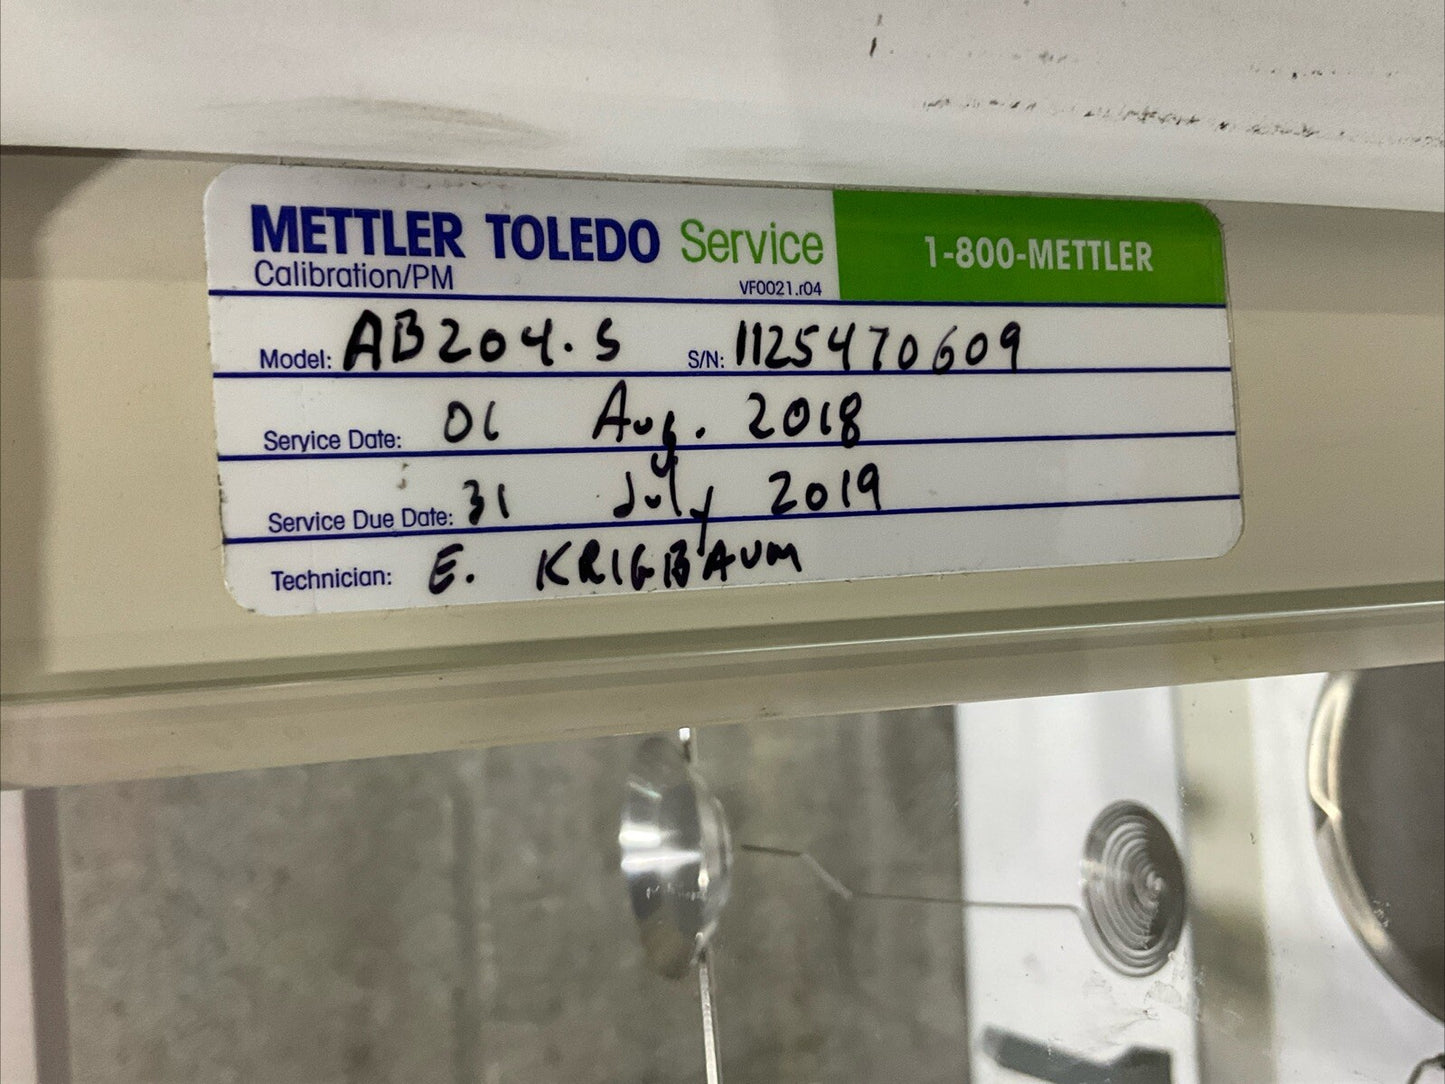 METTLER TOLEDO Service
1-800-METTLER
Calibration/PM
VF0021.r04
Model: AB204.S S/N: 1125470609
Service Date: 01 Aug. 2018
Service Due Date: 31 July 2019
Technician: E. KRIGBAUM